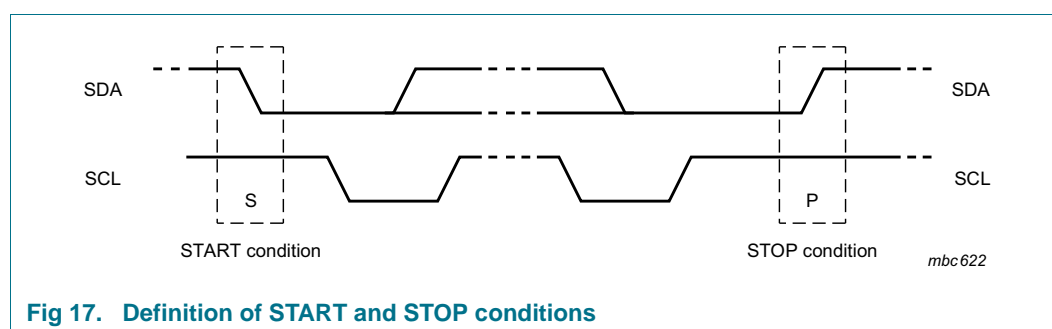 SDA
SDA
SCL
SCL
S
P
START condition
STOP condition
mbc622
Fig 17. Definition of START and STOP conditions